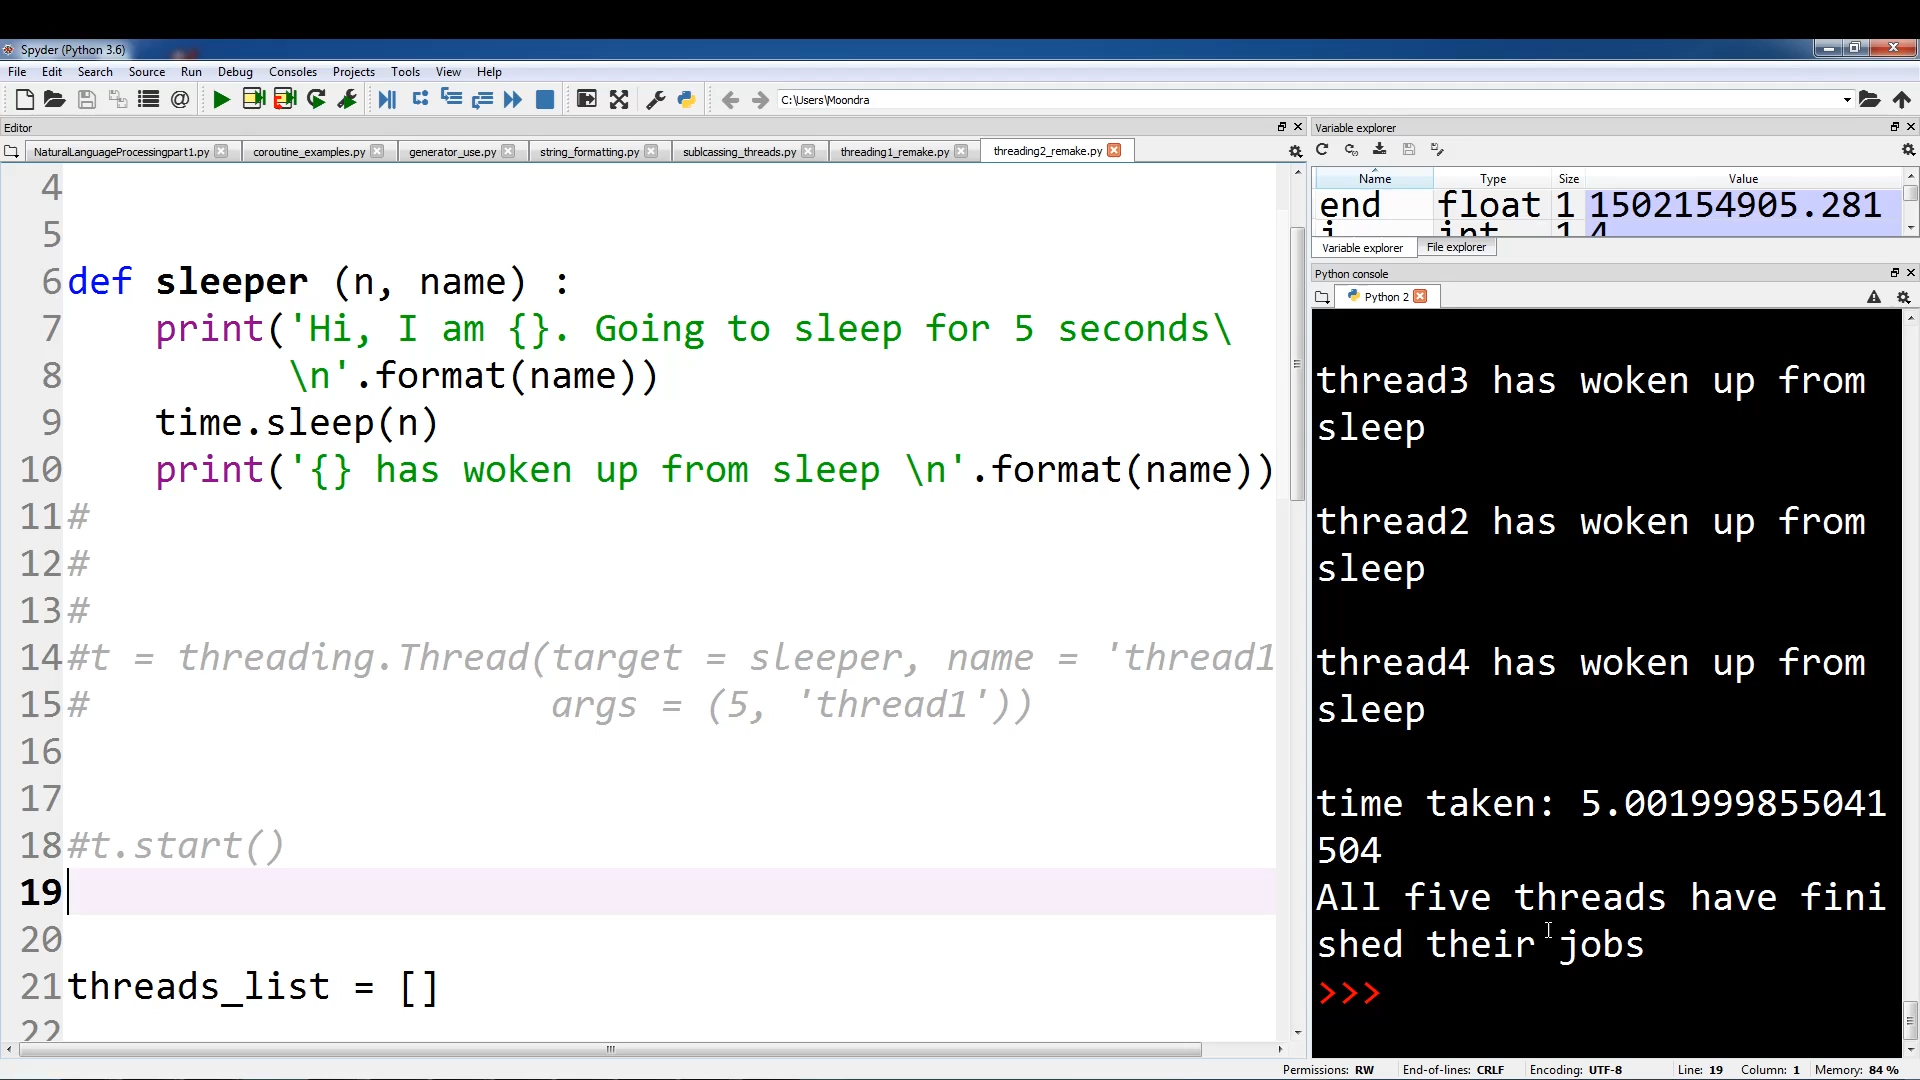 Spyder (Python 3.6)
File Edit Search Source Run Debug Consoles Projects Tools View Help
C:\Users\Moondra
Editor
NaturalLanguageProcessingpart1.py coroutine_examples.py generator_use.py string_formatting.py sublcassing_threads.py threading1_remake.py threading2_remake.py
4
5
6 def sleeper (n, name) :
7 print('Hi, I am {}. Going to sleep for 5 seconds\
8 \n'.format(name))
9 time.sleep(n)
10 print('{} has woken up from sleep \n'.format(name))
11 #
12 #
13 #
14 #t = threading.Thread(target = sleeper, name = 'thread1
15 # args = (5, 'thread1'))
16
17
18 #t.start()
19
20
21 threads_list = []
22
Variable explorer
Name Type Size Value
end float 1 1502154905.281
i int 1 4
Variable explorer File explorer
Python console
Python 2
thread3 has woken up from
sleep
thread2 has woken up from
sleep
thread4 has woken up from
sleep
time taken: 5.001999855041
504
All five threads have fini
shed their jobs
>>>
Permissions: RW End-of-lines: CRLF Encoding: UTF-8 Line: 19 Column: 1 Memory: 84 %